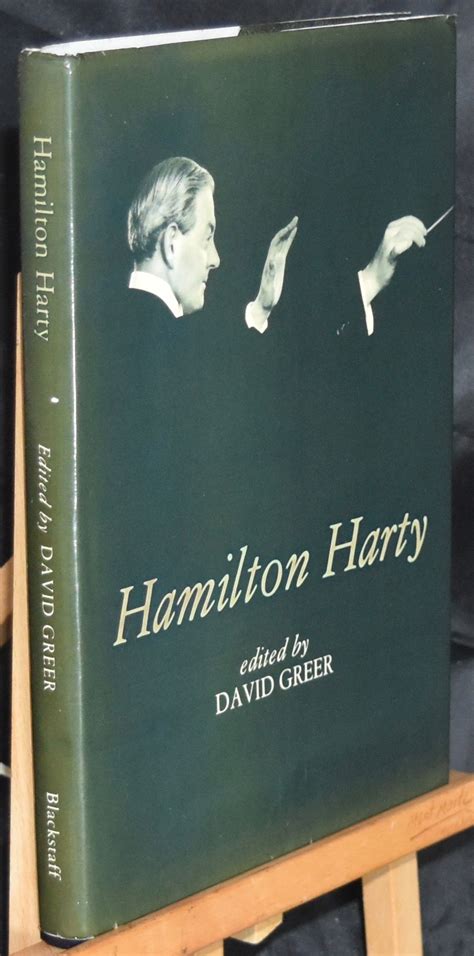 Hamilton Harty
Edited by DAVID GREER
Blackstaff
Hamilton Harty
edited by
DAVID GREER